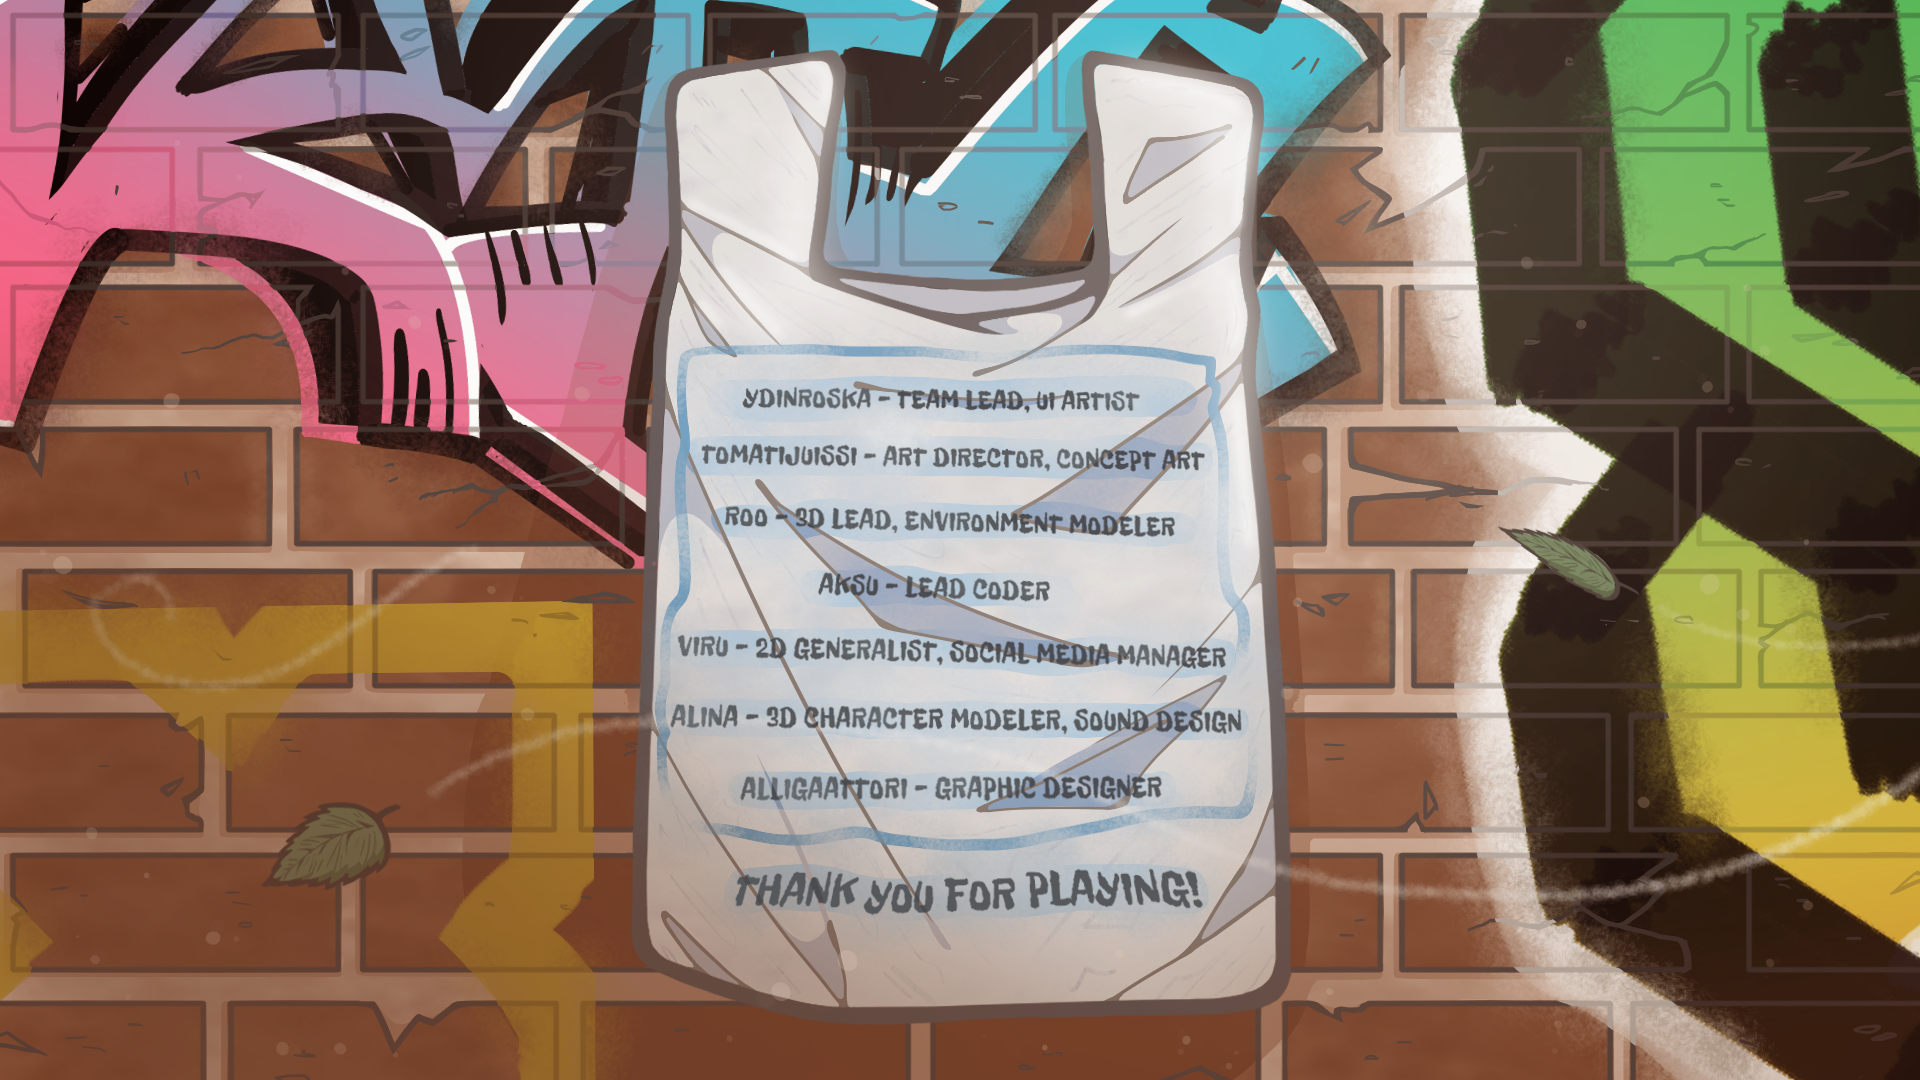 YDINROSKA - TEAM LEAD, UI ARTIST
TOMATIJUISSI - ART DIRECTOR, CONCEPT ART
ROO - 3D LEAD, ENVIRONMENT MODELER
AKSU - LEAD CODER
VIRU - 2D GENERALIST, SOCIAL MEDIA MANAGER
ALINA - 3D CHARACTER MODELER, SOUND DESIGN
ALLIGAATTORI - GRAPHIC DESIGNER
THANK YOU FOR PLAYING!